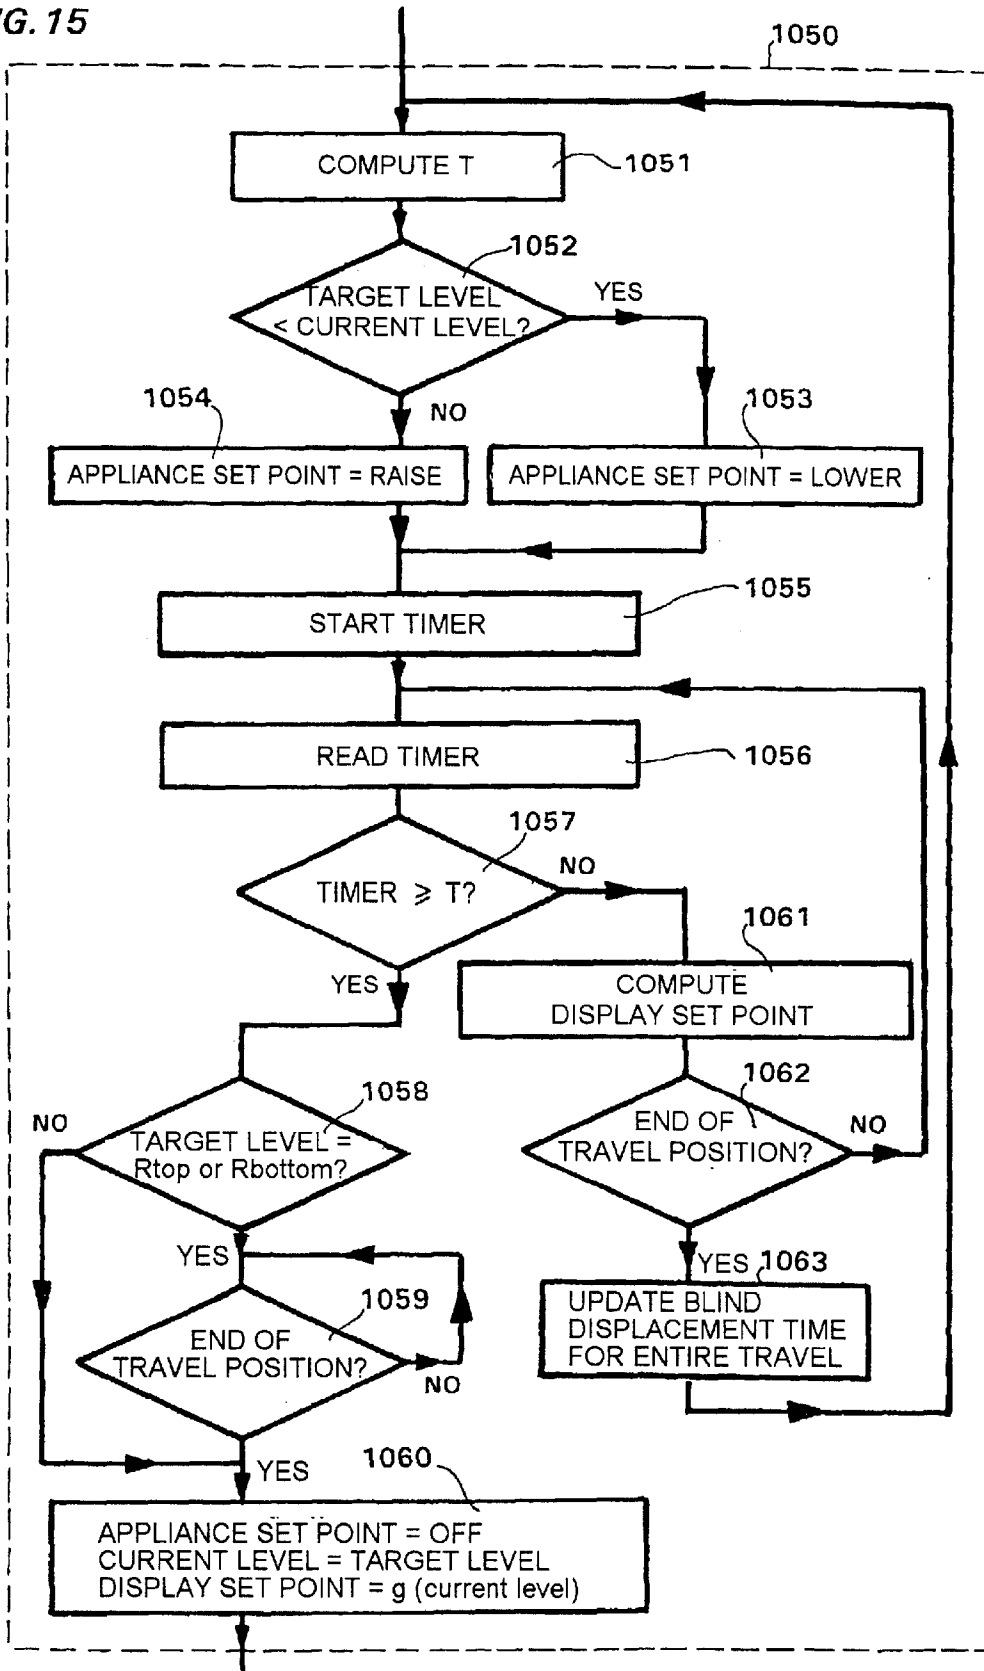 G. 15
1050
COMPUTE T
1051
1052
TARGET LEVEL
< CURRENT LEVEL?
YES
1054
NO
1053
APPLIANCE SET POINT = RAISE
APPLIANCE SET POINT = LOWER
1055
START TIMER
READ TIMER
1056
1057
TIMER ⩾ T?
NO
1061
YES
COMPUTE
DISPLAY SET POINT
1058
1062
NO
TARGET LEVEL =
Rtop or Rbottom?
END OF
TRAVEL POSITION?
NO
YES
YES
1063
1059
END OF
TRAVEL POSITION?
NO
UPDATE BLIND
DISPLACEMENT TIME
FOR ENTIRE TRAVEL
YES
1060
APPLIANCE SET POINT = OFF
CURRENT LEVEL = TARGET LEVEL
DISPLAY SET POINT = g (current level)